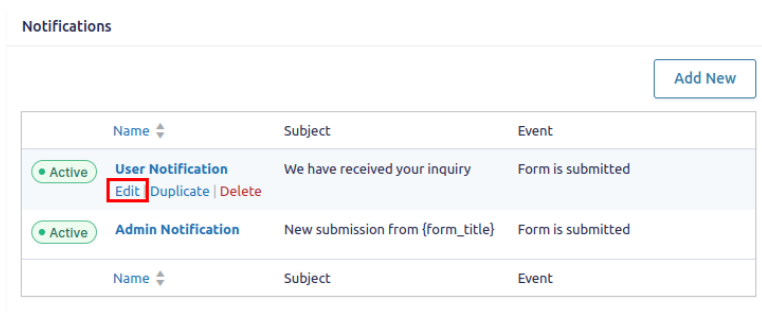 Notifications
Add New
Name Subject Event
Active User Notification We have received your inquiry Form is submitted
Edit | Duplicate | Delete
Active Admin Notification New submission from {form_title} Form is submitted
Name Subject Event